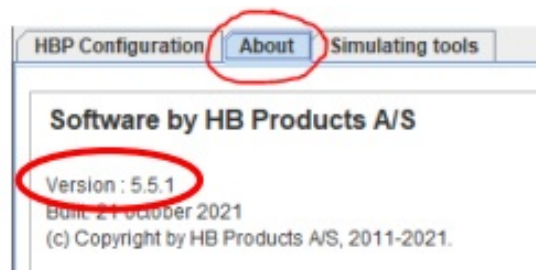 HBP Configuration About Simulating tools
Software by HB Products A/S
Version : 5.5.1
Built: 21 october 2021
(c) Copyright by HB Products A/S, 2011-2021.